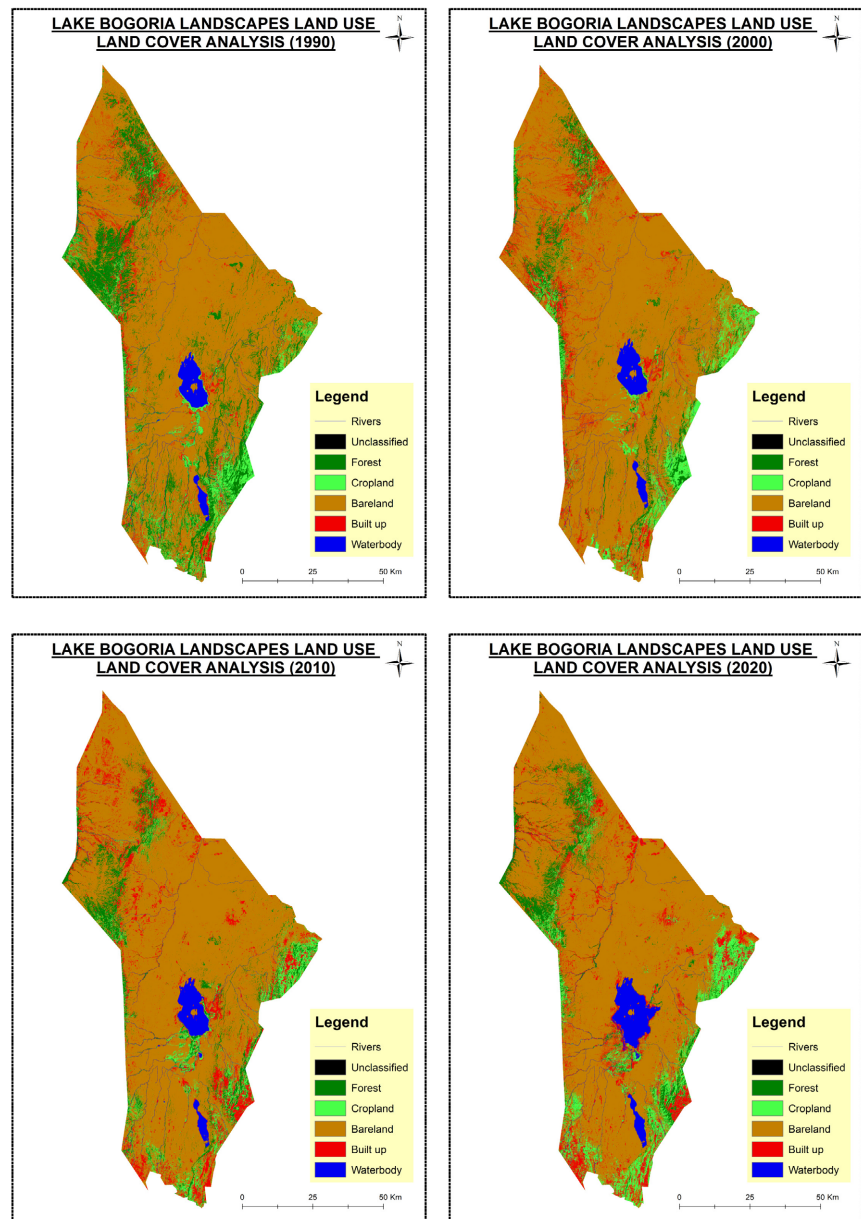 LAKE BOGORIA LANDSCAPES LAND USE
LAND COVER ANALYSIS (1990)
N
Legend
Rivers
Unclassified
Forest
Cropland
Bareland
Built up
Waterbody
0 25 50 Km
LAKE BOGORIA LANDSCAPES LAND USE
LAND COVER ANALYSIS (2000)
N
Legend
Rivers
Unclassified
Forest
Cropland
Bareland
Built up
Waterbody
0 25 50 Km
LAKE BOGORIA LANDSCAPES LAND USE
LAND COVER ANALYSIS (2010)
N
Legend
Rivers
Unclassified
Forest
Cropland
Bareland
Built up
Waterbody
0 25 50 Km
LAKE BOGORIA LANDSCAPES LAND USE
LAND COVER ANALYSIS (2020)
N
Legend
Rivers
Unclassified
Forest
Cropland
Bareland
Built up
Waterbody
0 25 50 Km